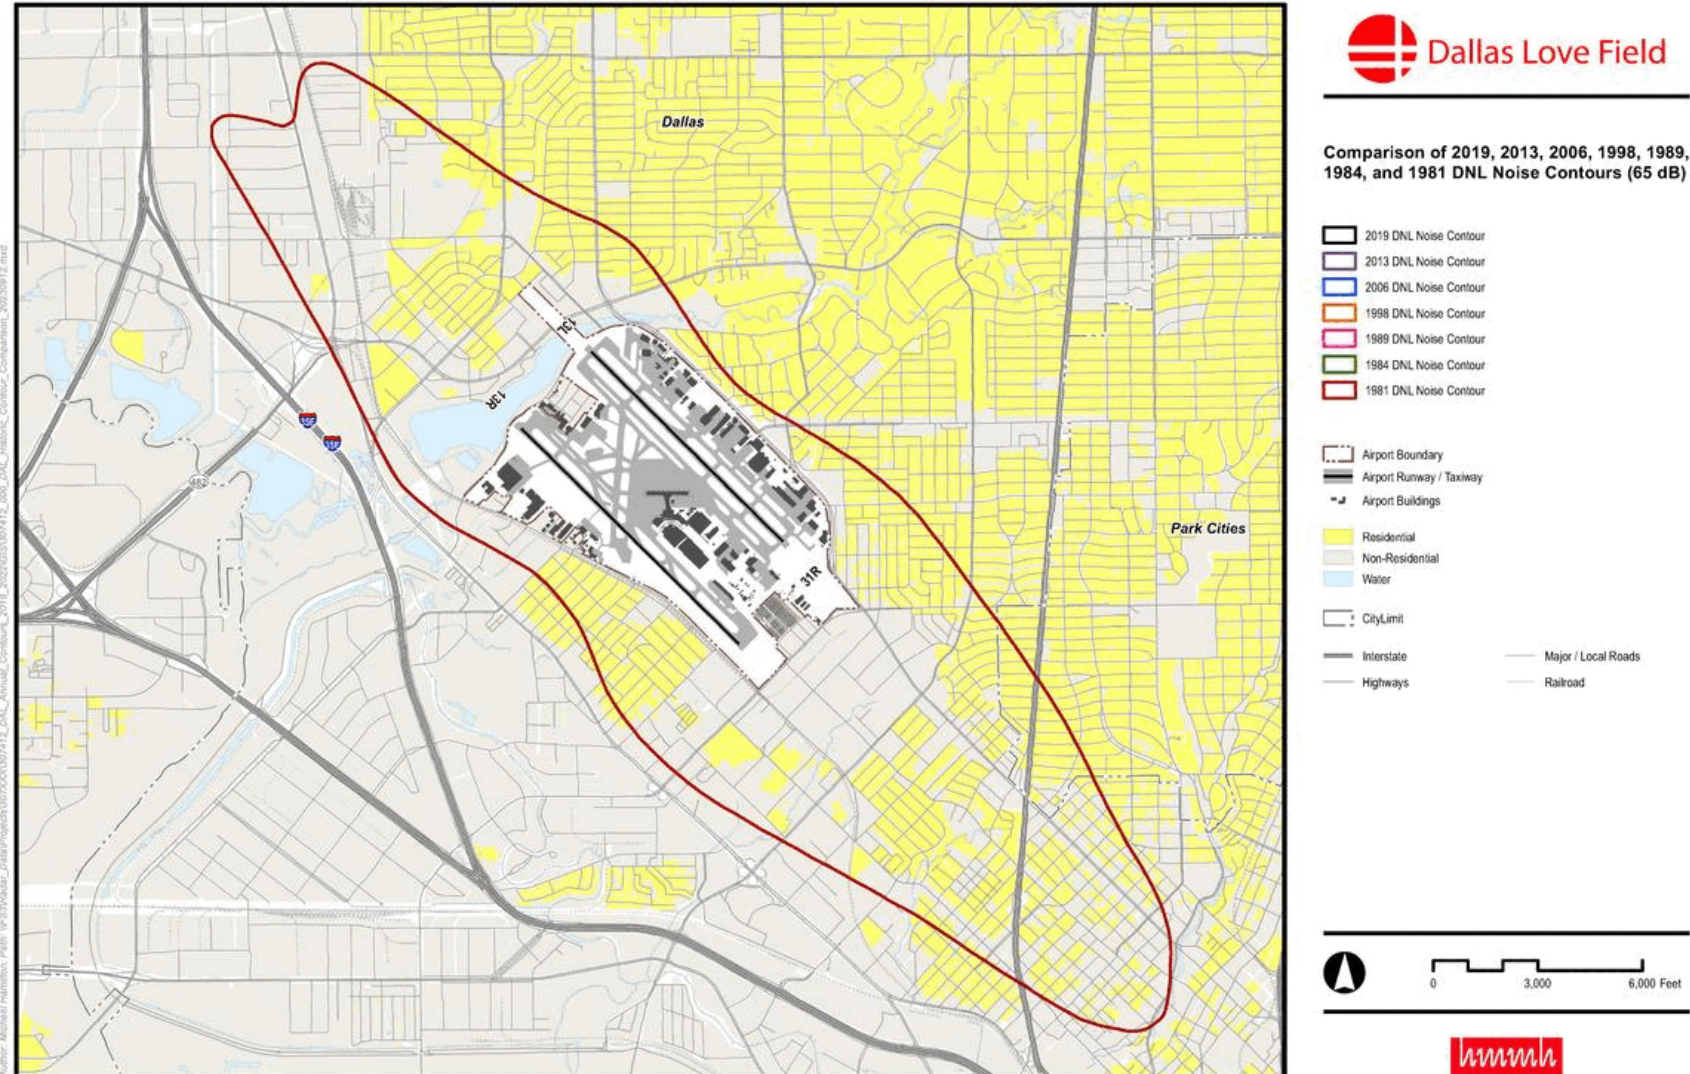 Dallas
Park Cities
13L
13R
31R
35E
35E
482
Dallas Love Field
Comparison of 2019, 2013, 2006, 1998, 1989,
1984, and 1981 DNL Noise Contours (65 dB)
2019 DNL Noise Contour
2013 DNL Noise Contour
2006 DNL Noise Contour
1998 DNL Noise Contour
1989 DNL Noise Contour
1984 DNL Noise Contour
1981 DNL Noise Contour
Airport Boundary
Airport Runway / Taxiway
Airport Buildings
Residential
Non-Residential
Water
CityLimit
Interstate
Major / Local Roads
Highways
Railroad
0 3,000 6,000 Feet
hmmh